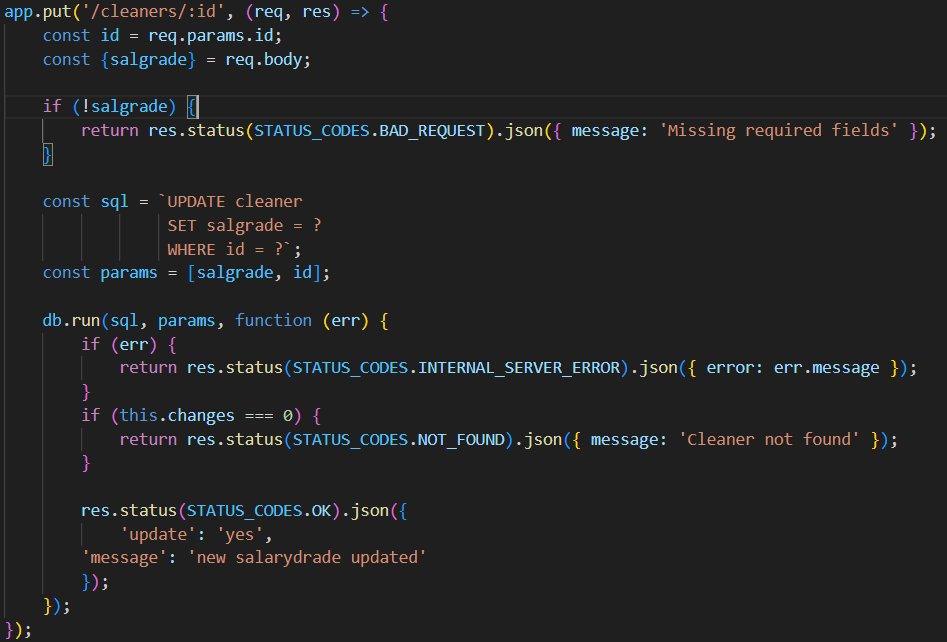 app.put('/cleaners/:id', (req, res) => {
    const id = req.params.id;
    const {salgrade} = req.body;

    if (!salgrade) {
        return res.status(STATUS_CODES.BAD_REQUEST).json({ message: 'Missing required fields' });
    }

    const sql = `UPDATE cleaner
                 SET salgrade = ?
                 WHERE id = ?`;
    const params = [salgrade, id];

    db.run(sql, params, function (err) {
        if (err) {
            return res.status(STATUS_CODES.INTERNAL_SERVER_ERROR).json({ error: err.message });
        }
        if (this.changes === 0) {
            return res.status(STATUS_CODES.NOT_FOUND).json({ message: 'Cleaner not found' });
        }

        res.status(STATUS_CODES.OK).json({
            'update': 'yes',
        'message': 'new salarydrade updated'
        });
    });
});